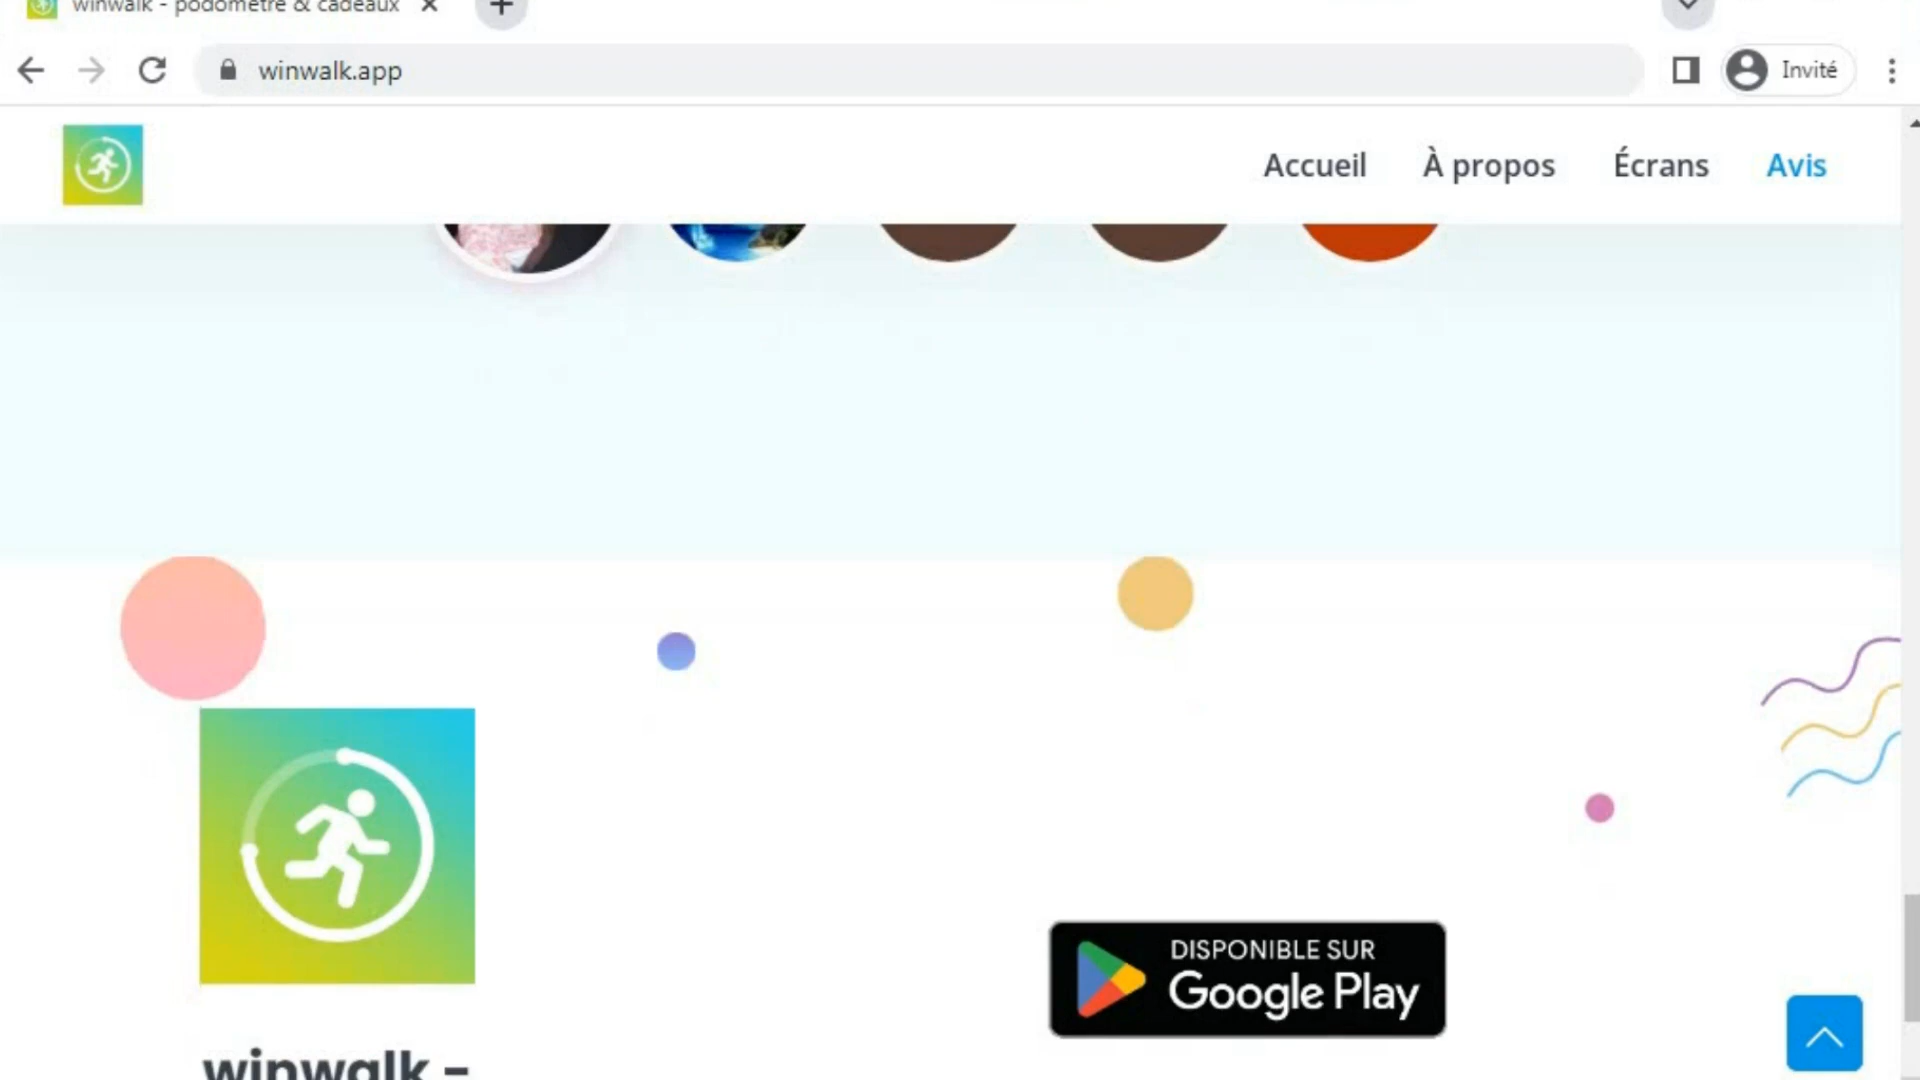 winwalk - podomètre & cadeaux
winwalk.app
Invité
Accueil À propos Écrans Avis
DISPONIBLE SUR
Google Play
winwalk -